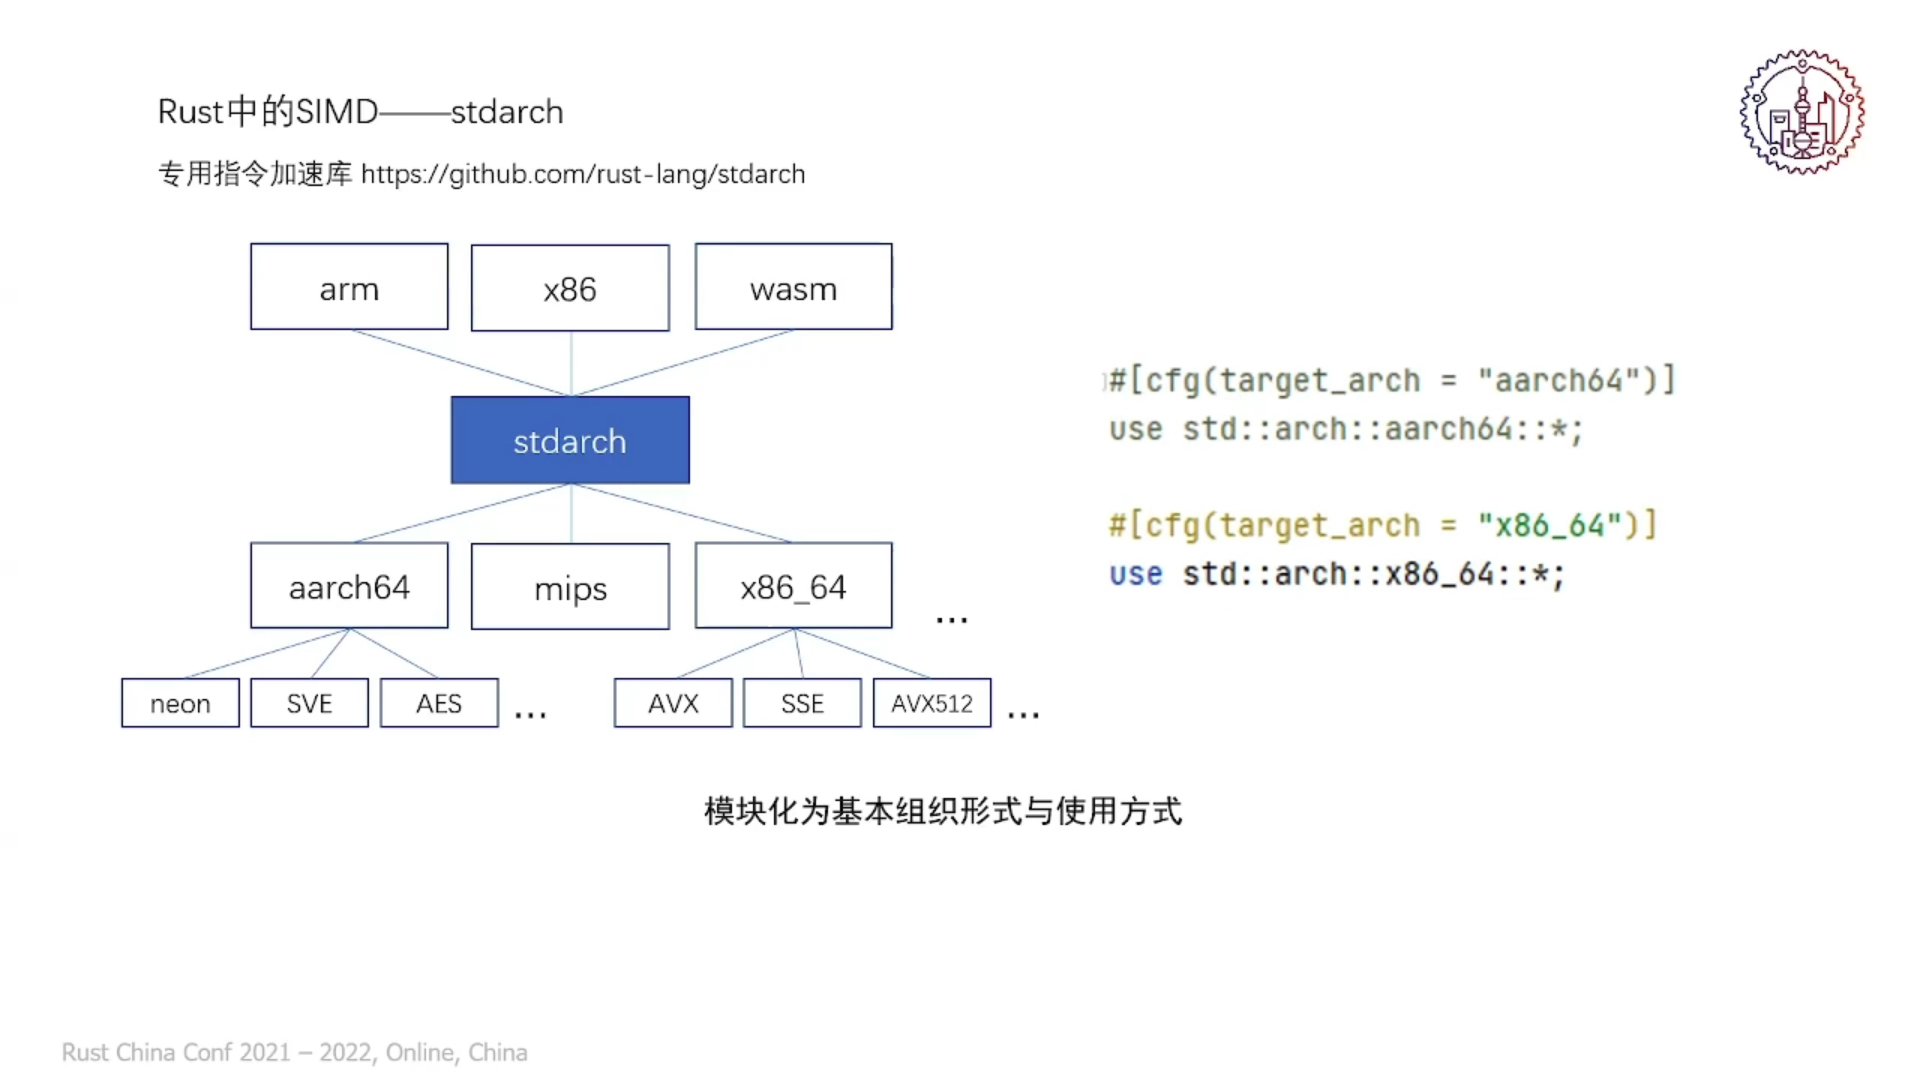 Rust中的SIMD——stdarch
专用指令加速库 https://github.com/rust-lang/stdarch
arm
x86
wasm
stdarch
aarch64
mips
x86_64
...
neon
SVE
AES
...
AVX
SSE
AVX512
...
#[cfg(target_arch = "aarch64")]
use std::arch::aarch64::*;
#[cfg(target_arch = "x86_64")]
use std::arch::x86_64::*;
模块化为基本组织形式与使用方式
Rust China Conf 2021 – 2022, Online, China